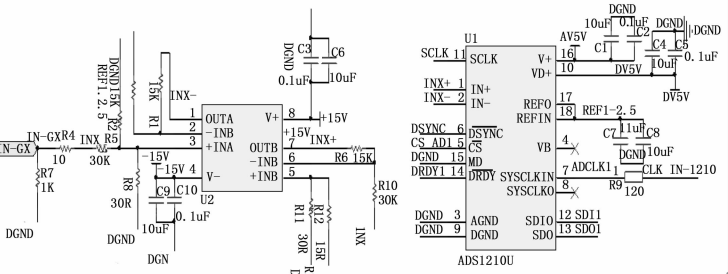 DGND
10uF
0.1uF
DGND
AV5V
C1
C2
C4
C5
10uF
0.1uF
DV5V
DV5V
U1
SCLK 11 SCLK
V+ 16
VD+ 10
INX+ 1 IN+
INX- 2 IN-
REF0 17
REFIN 18 REF1-2.5
DSYNC 6 DSYNC
CS AD1 5 CS
DGND 15 MD
DRDY1 14 DRDY
VB 4
C7
11uF
C8
DGND
10uF
SYSCLKIN 7 ADCLK1
R9
120
CLK IN-1210
SYSCLKO 8
DGND 3 AGND
DGND 9 DGND
SDIO 12 SDI1
SDO 13 SDO1
ADS1210U
DGND
C3
C6
0.1uF
10uF
DGND15K
REF1.2.5
R2
15K
R1
INX-
1 OUTA
2 -INB
3 +INA
4 V-
V+ 8
+15V
+15V
OUTB 7 INX+
-INB 6
+INB 5
U2
R6 15K
R10
30K
INX
R11
30R
R12
15R
IN-GX
IN-GX
R4
10
INX
R5
30K
R7
1K
DGND
R8
30R
DGND
-15V
-15V
C9
C10
10uF
0.1uF
DGN